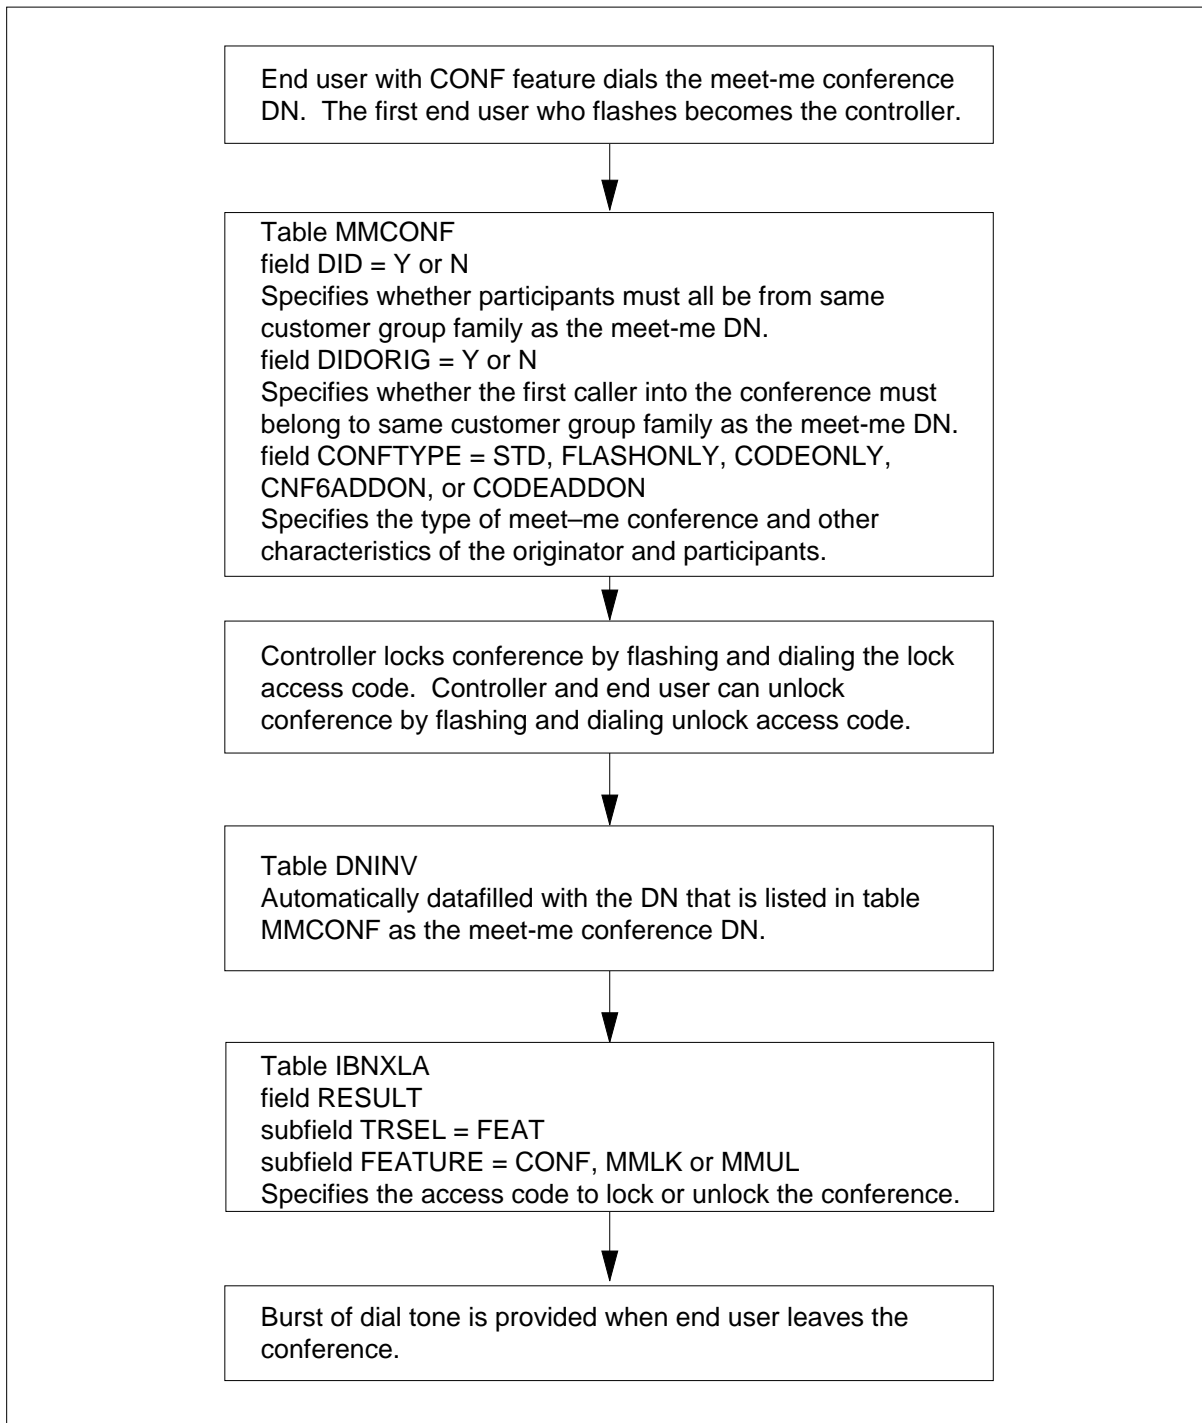 End user with CONF feature dials the meet-me conference
DN.  The first end user who flashes becomes the controller.
Table MMCONF
field DID = Y or N
Specifies whether participants must all be from same
customer group family as the meet-me DN.
field DIDORIG = Y or N
Specifies whether the first caller into the conference must
belong to same customer group family as the meet-me DN.
field CONFTYPE = STD, FLASHONLY, CODEONLY,
CNF6ADDON, or CODEADDON
Specifies the type of meet–me conference and other
characteristics of the originator and participants.
Controller locks conference by flashing and dialing the lock
access code.  Controller and end user can unlock
conference by flashing and dialing unlock access code.
Table DNINV
Automatically datafilled with the DN that is listed in table
MMCONF as the meet-me conference DN.
Table IBNXLA
field RESULT
subfield TRSEL = FEAT
subfield FEATURE = CONF, MMLK or MMUL
Specifies the access code to lock or unlock the conference.
Burst of dial tone is provided when end user leaves the
conference.